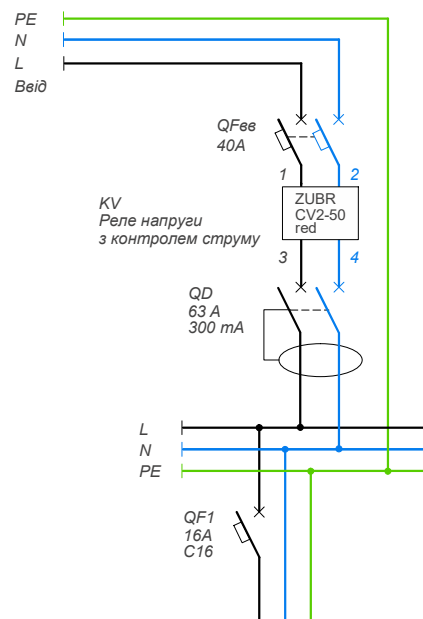 PE
N
L
Ввід
QFвв
40A
1
2
KV
Реле напруги
з контролем струму
ZUBR
CV2-50
red
3
4
QD
63 A
300 mA
L
N
PE
QF1
16A
C16